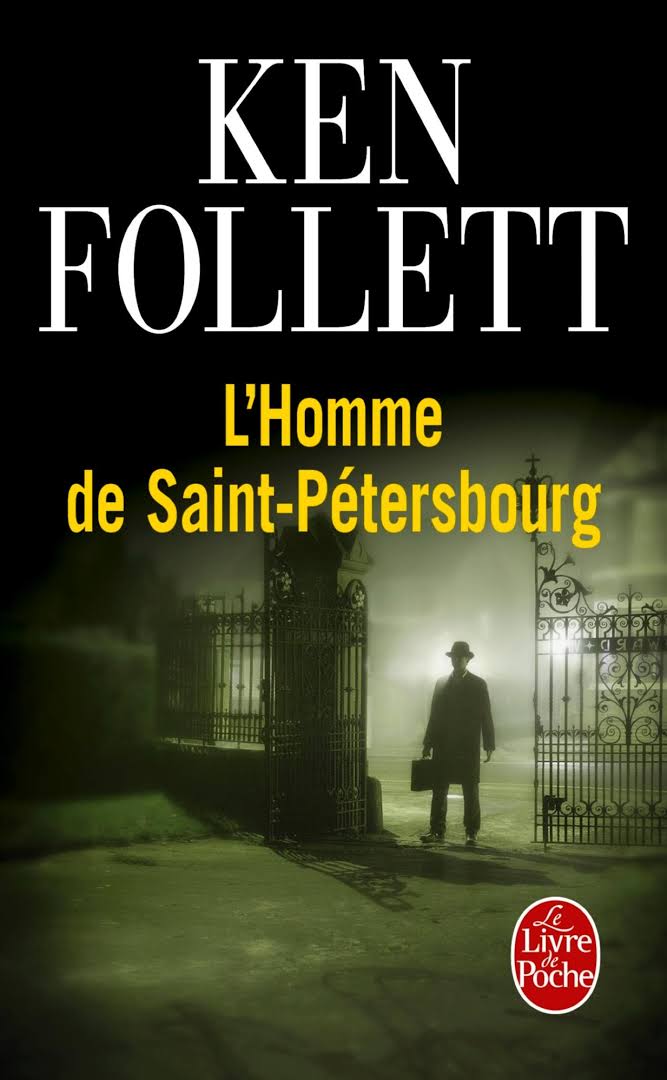 KEN
FOLLETT
L'Homme
de Saint-Pétersbourg
Le
Livre
de
Poche